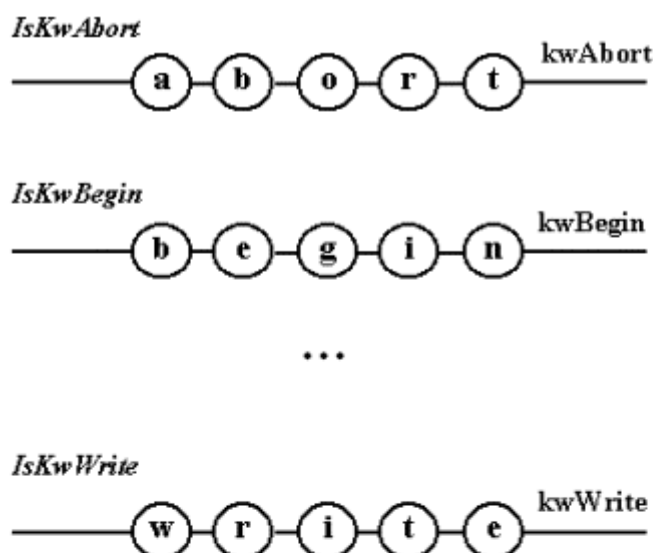 IsKwAbort
kwAbort
a b o r t
IsKwBegin
kwBegin
b e g i n
...
IsKwWrite
kwWrite
w r i t e